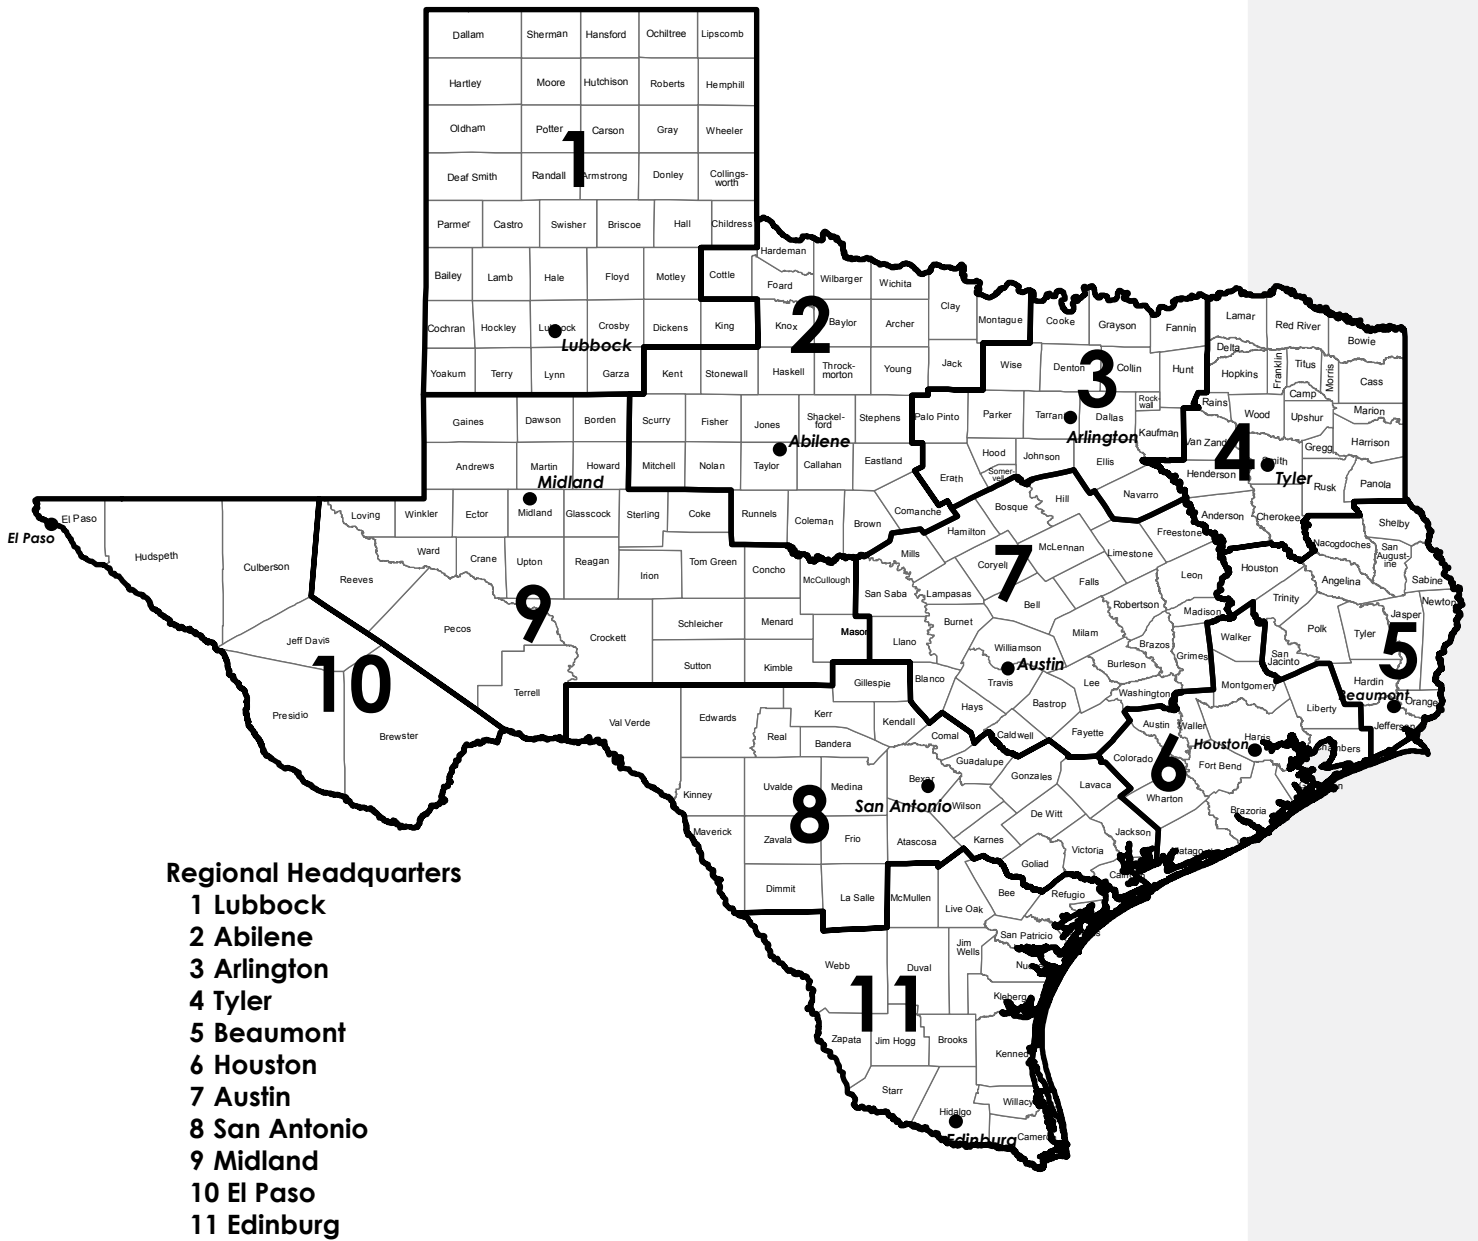 Dallam Sherman Hansford Ochiltree Lipscomb
Hartley Moore Hutchison Roberts Hemphill
Oldham Potter Carson Gray Wheeler
1
Deaf Smith Randall Armstrong Donley Collings-
worth
Parmer Castro Swisher Briscoe Hall Childress
Hardeman
Bailey Lamb Hale Floyd Motley Cottle Foard Wilbarger Wichita
Clay
Cochran Hockley Lubbock Crosby Dickens King Knox Baylor Archer Montague Cooke Grayson Fannin Lamar Red River Bowie
2
Lubbock
Delta Franklin Titus Morris
Yoakum Terry Lynn Garza Kent Stonewall Haskell Throck-
morton Young Jack Wise Denton Collin Hunt Hopkins Cass
3
Camp
Rock-
wall Rains Wood Upshur Marion
Gaines Dawson Borden Scurry Fisher Jones Shackel-
ford Stephens Palo Pinto Parker Dallas Kaufman
Arlington
Abilene
Van Zandt Gregg Harrison
4
Andrews Martin Howard Mitchell Nolan Taylor Callahan Eastland Erath Hood Johnson Ellis Henderson Smith
Somer-
vell
Tyler
Midland
Rusk Panola
Loving Winkler Ector Midland Glasscock Sterling Coke Runnels Coleman Brown Comanche Bosque Hill Navarro Anderson Cherokee Shelby
El Paso
El Paso
Hamilton Freestone
Hudspeth Culberson Reeves Ward Crane Upton Reagan Irion Tom Green Concho McCulloch Mills Coryell McLennan Limestone Nacogdoches San
August-
ine
7
Houston Angelina Sabine
San Saba Lampasas Bell Falls Leon
Robertson Madison Trinity Newton
9
Jasper
Pecos Crockett Schleicher Menard Mason Llano Burnet Milam Brazos Grimes Walker Polk Tyler
5
Jeff Davis
10
Williamson San
Jacinto
Austin
Sutton Kimble Blanco Travis Lee Burleson Hardin
Terrell Gillespie Washington Montgomery Beaumont
Orange
Presidio Val Verde Edwards Kerr Kendall Hays Bastrop Liberty
Brewster Real Bandera Comal Caldwell Fayette Austin Waller Harris Jefferson
Houston
Guadalupe Colorado Fort Bend Chambers
6
Kinney Uvalde Medina Bexar Gonzales Lavaca Wharton
San Antonio
8
Wilson De Witt Brazoria
Maverick Zavala Frio Atascosa Karnes Jackson
Goliad Victoria
Dimmit La Salle McMullen Live Oak Bee Refugio
San Patricio
Webb Duval Jim
Wells
11
Kleberg
Zapata Jim Hogg Brooks
Starr Willacy
Hidalgo
Edinburg
Regional Headquarters
1 Lubbock
2 Abilene
3 Arlington
4 Tyler
5 Beaumont
6 Houston
7 Austin
8 San Antonio
9 Midland
10 El Paso
11 Edinburg